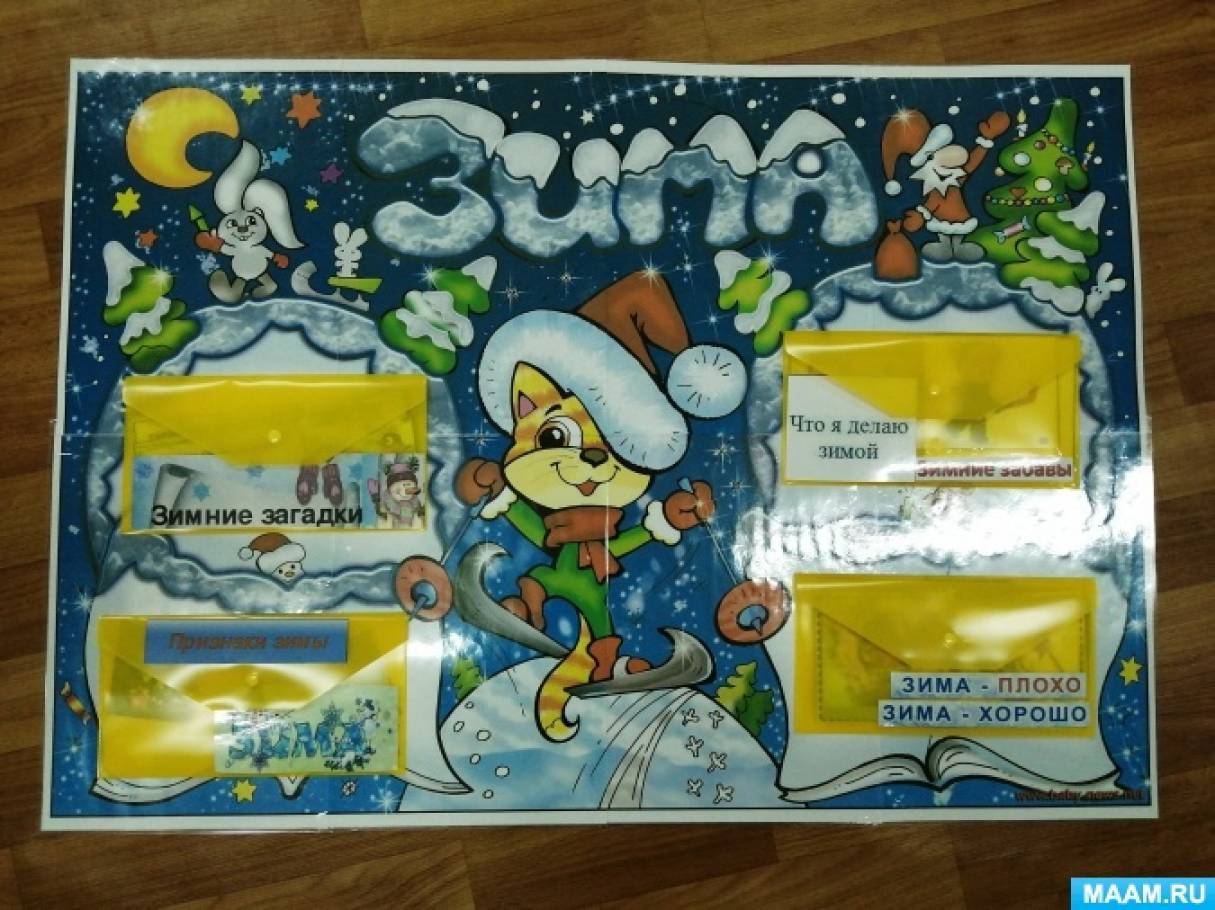 ЗИМА
Зимние загадки
Что я делаю
зимой
Зимние забавы
Признаки зимы
ЗИМА
ЗИМА - ПЛОХО
ЗИМА - ХОРОШО
MAAM.RU